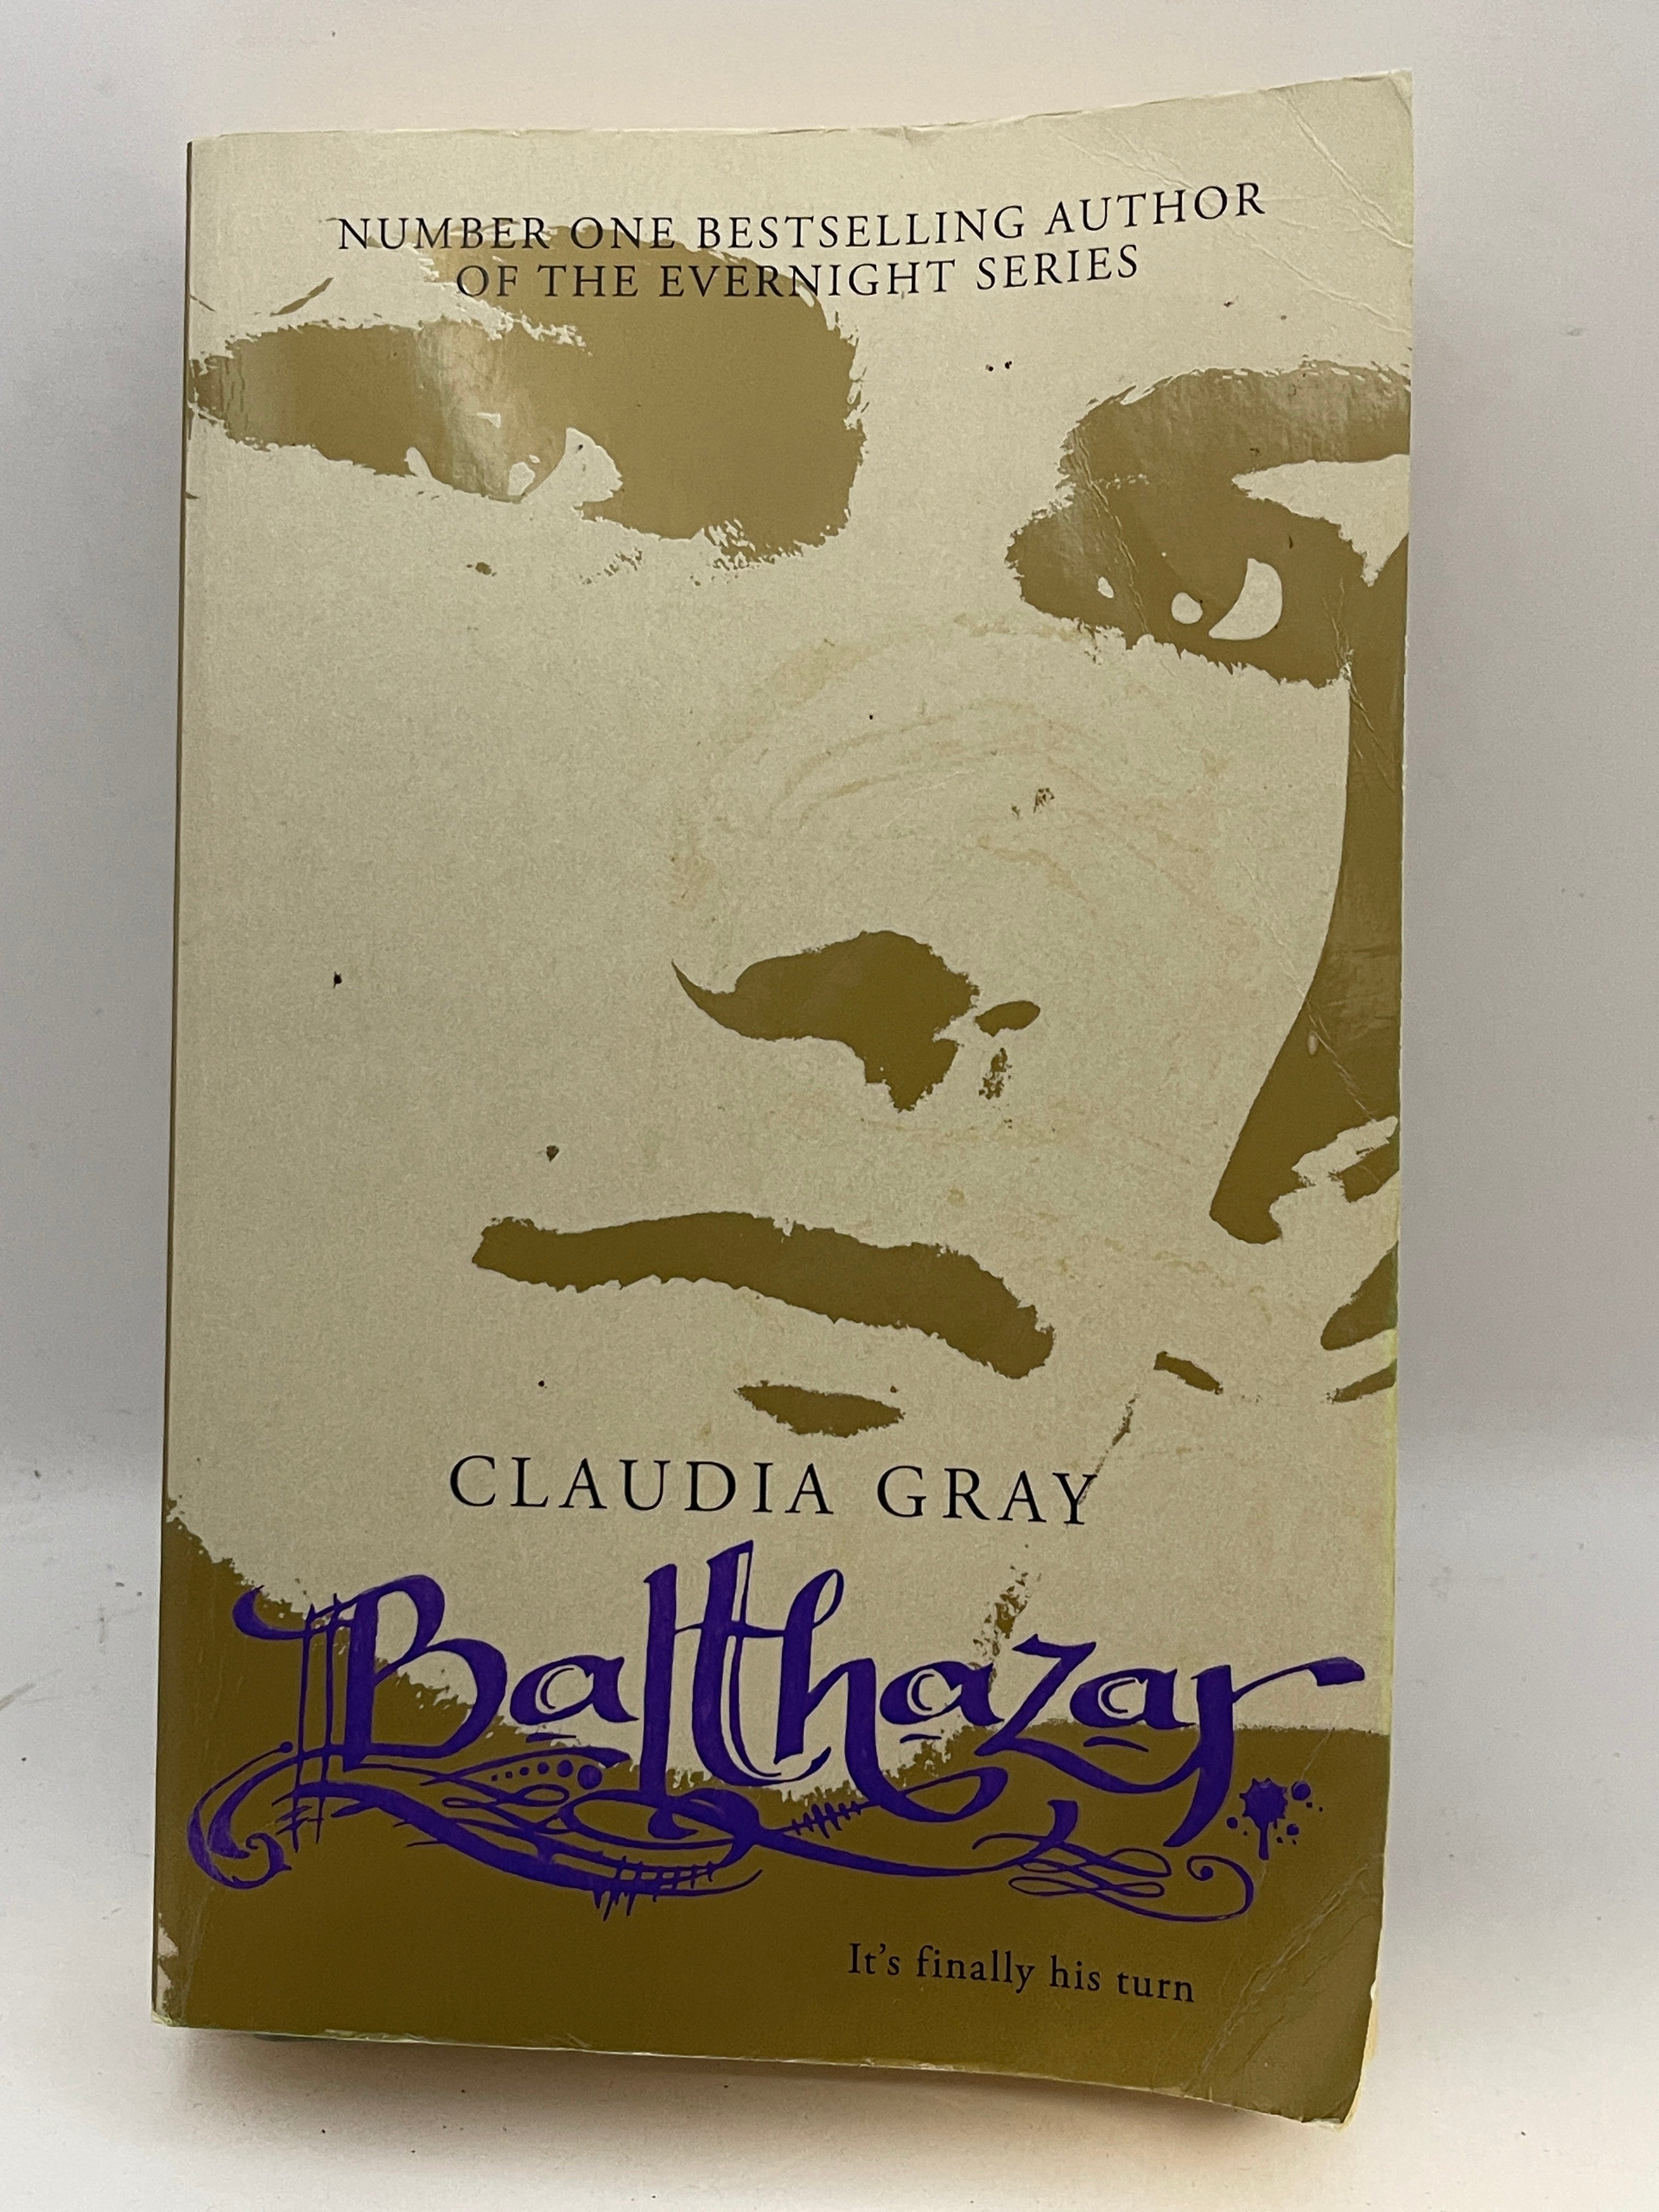 NUMBER ONE BESTSELLING AUTHOR
OF THE EVERNIGHT SERIES
CLAUDIA GRAY
Balthazar
It's finally his turn